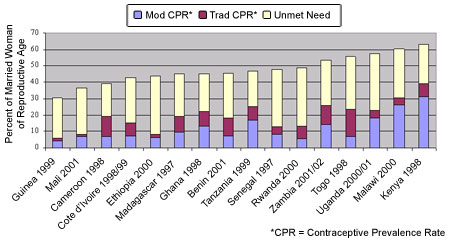 Mod CPR* Trad CPR* Unmet Need
Percent of Married Woman
of Reproductive Age
70
60
50
40
30
20
10
0
Guinea 1999
Mali 2001
Cameroon 1998
Cote d'Ivoire 1998/99
Ethiopia 2000
Madagascar 1997
Ghana 1998
Benin 2001
Tanzania 1999
Senegal 1997
Rwanda 2000
Zambia 2001/02
Togo 1998
Uganda 2000/01
Malawi 2000
Kenya 1998
*CPR = Contraceptive Prevalence Rate